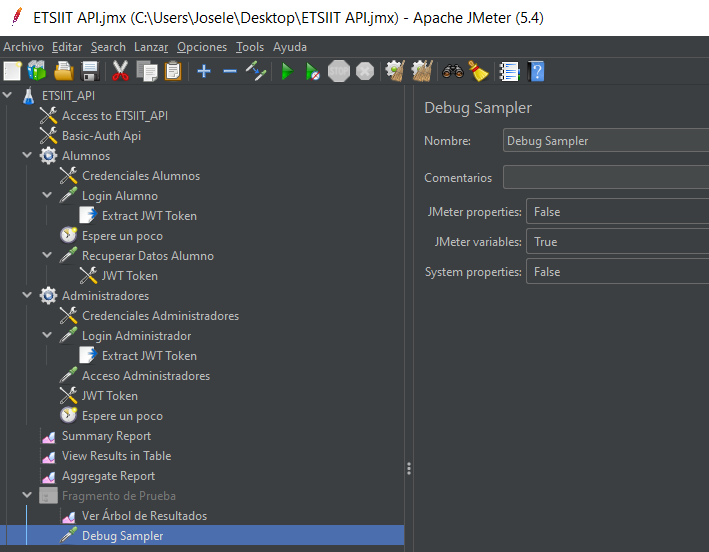 ETSIIT API.jmx (C:\Users\Josele\Desktop\ETSIIT API.jmx) - Apache JMeter (5.4)
Archivo Editar Search Lanzar Opciones Tools Ayuda
STOP
ETSIIT_API
Access to ETSIIT_API
Basic-Auth Api
Alumnos
Credenciales Alumnos
Login Alumno
Extract JWT Token
Espere un poco
Recuperar Datos Alumno
JWT Token
Administradores
Credenciales Administradores
Login Administrador
Extract JWT Token
Acceso Administradores
JWT Token
Espere un poco
Summary Report
View Results in Table
Aggregate Report
Fragmento de Prueba
Ver Árbol de Resultados
Debug Sampler
Debug Sampler
Nombre: Debug Sampler
Comentarios
JMeter properties: False
JMeter variables: True
System properties: False